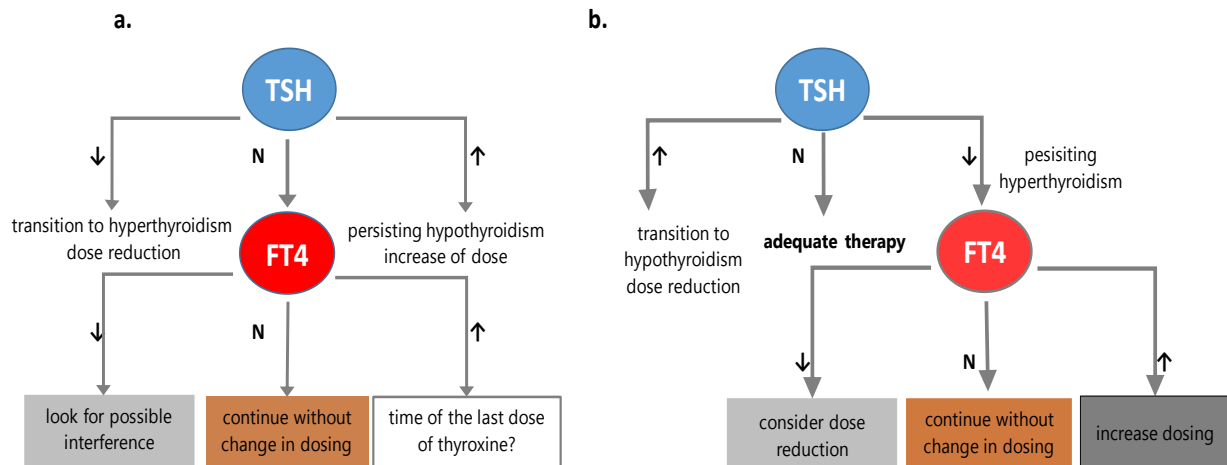 a.
TSH
↓
N
↑
transition to hyperthyroidism
dose reduction
FT4
persisting hypothyroidism
increase of dose
↓
N
↑
look for possible
interference
continue without
change in dosing
time of the last dose
of thyroxine?
b.
TSH
↑
N
↓
pesisiting
hyperthyroidism
transition to
hypothyroidism
dose reduction
adequate therapy
FT4
↓
N
↑
consider dose
reduction
continue without
change in dosing
increase dosing